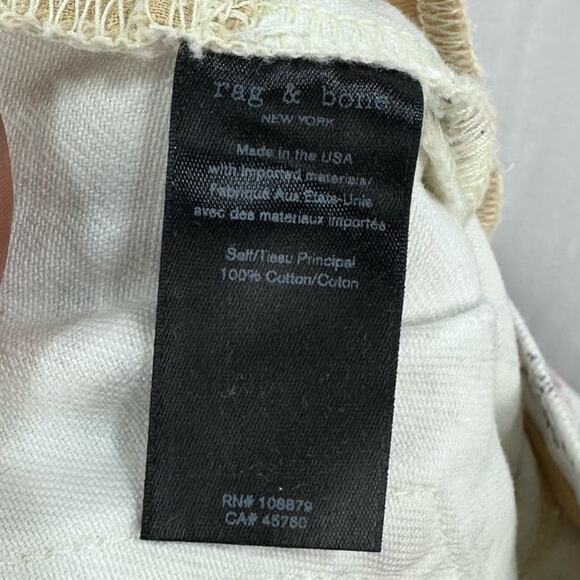 rag & bone
NEW YORK
Made in the USA
with imported materials/
Fabriqué Aux États-Unis
avec des materiaux importés
Self/Tissu Principal
100% Cotton/Coton
RN# 108879
CA# 45760